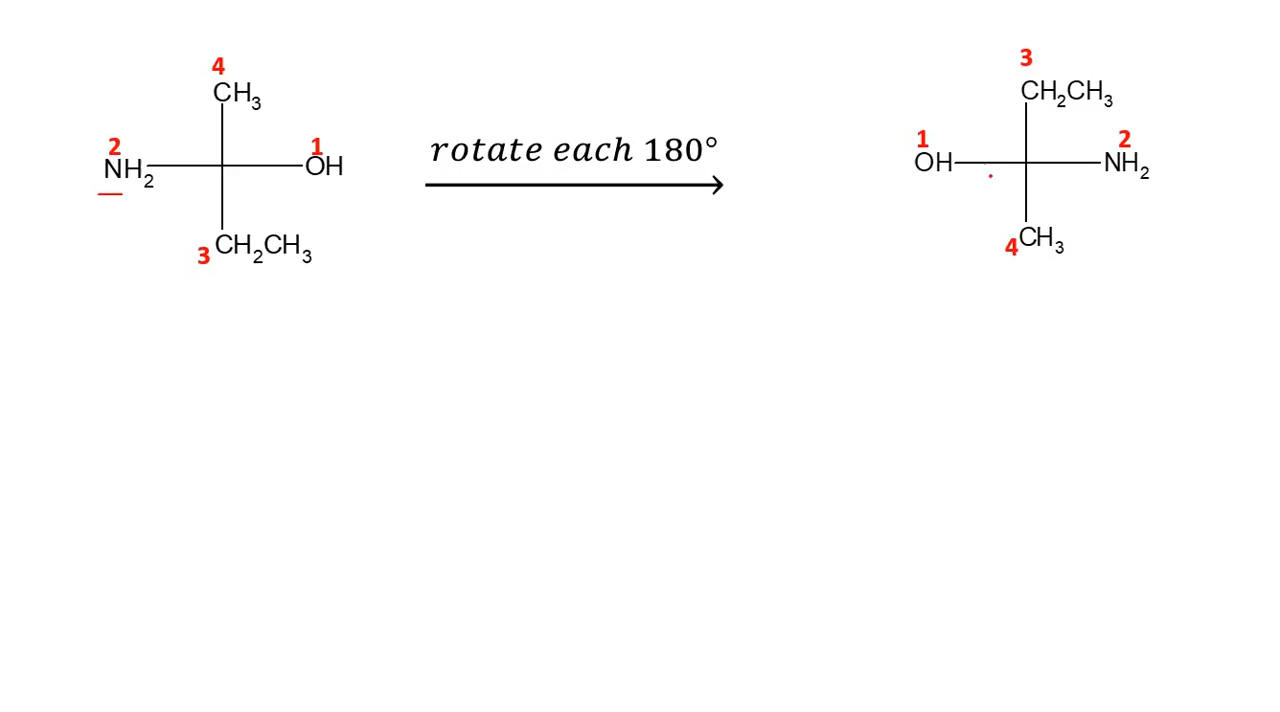 4
CH₃
2
NH₂
1
OH
3
CH₂CH₃
rotate each 180°
3
CH₂CH₃
1
OH
2
NH₂
4
CH₃